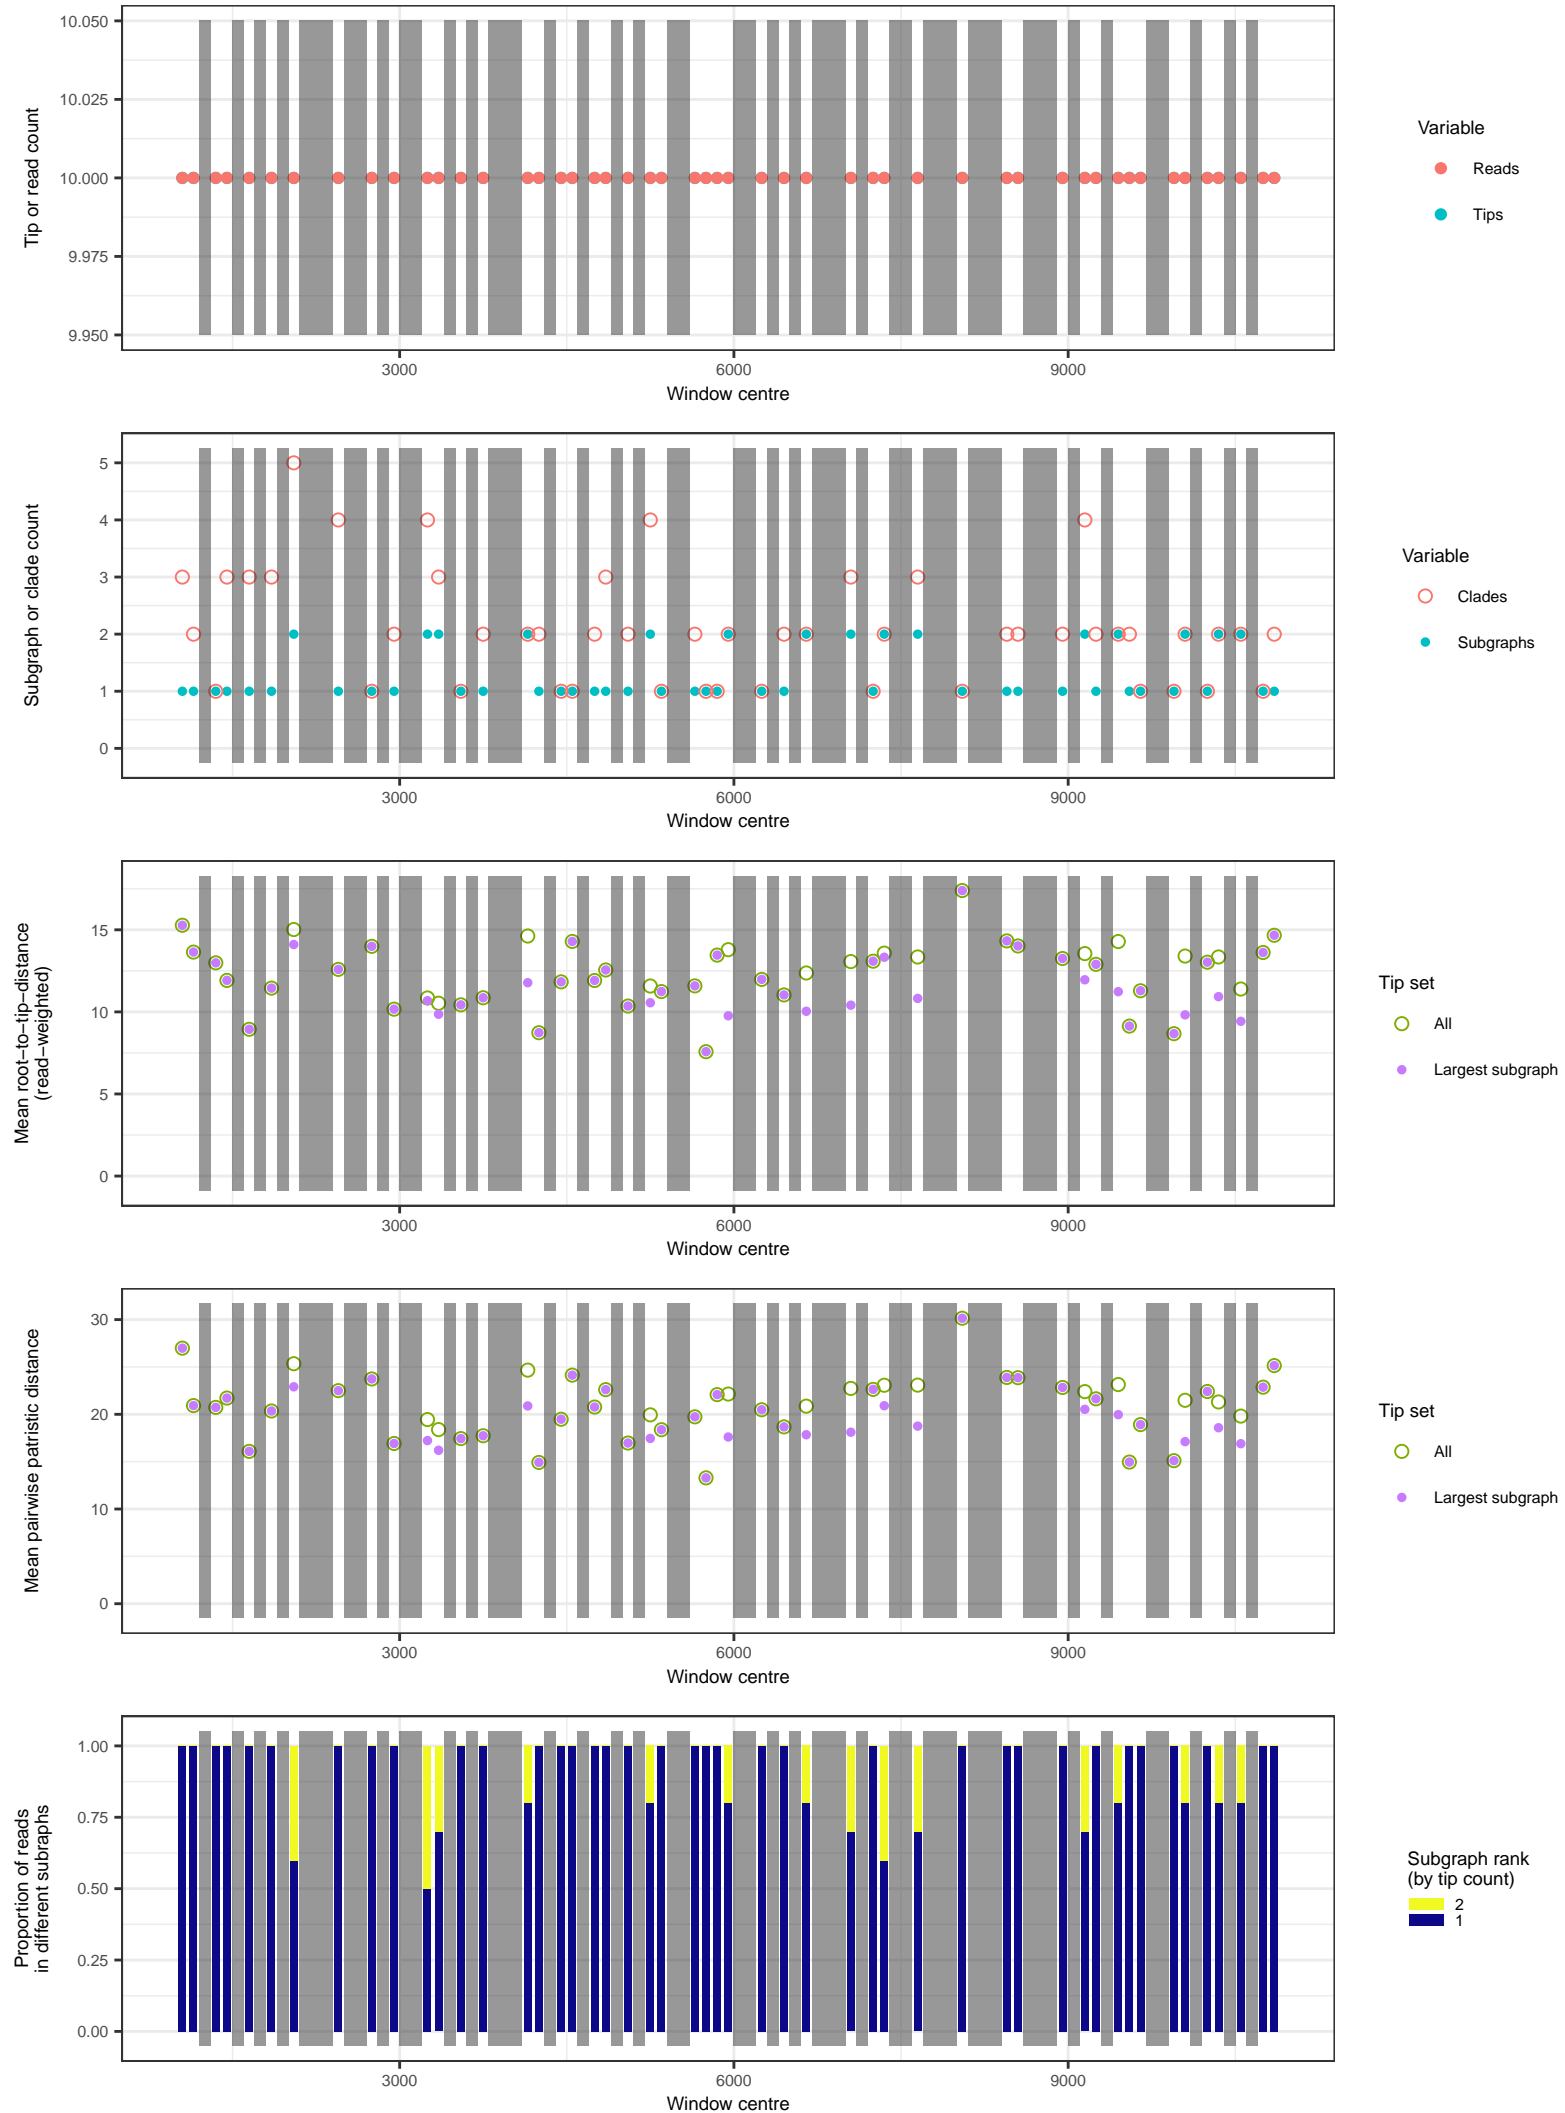 10.050
10.025
10.000
9.975
9.950
Tip or read count
3000
6000
9000
Window centre
Variable
Reads
Tips
5
4
3
2
1
0
Subgraph or clade count
3000
6000
9000
Window centre
Variable
Clades
Subgraphs
15
10
5
0
Mean root−to−tip−distance
(read−weighted)
3000
6000
9000
Window centre
Tip set
All
Largest subgraph
30
20
10
0
Mean pairwise patristic distance
3000
6000
9000
Window centre
Tip set
All
Largest subgraph
1.00
0.75
0.50
0.25
0.00
Proportion of reads
in different subraphs
3000
6000
9000
Window centre
Subgraph rank
(by tip count)
2
1